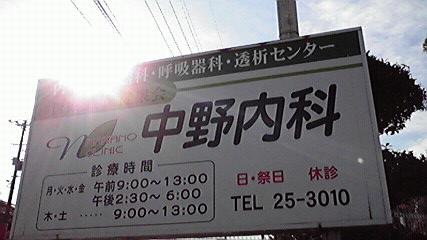 科・呼吸器科・透析センター
中野内科
CLINIC
診療時間
月・火・水・金 午前9:00〜13:00
午後2:30〜6:00
木・土 ····· 9:00〜13:00
日・祭日 休診
TEL 25-3010